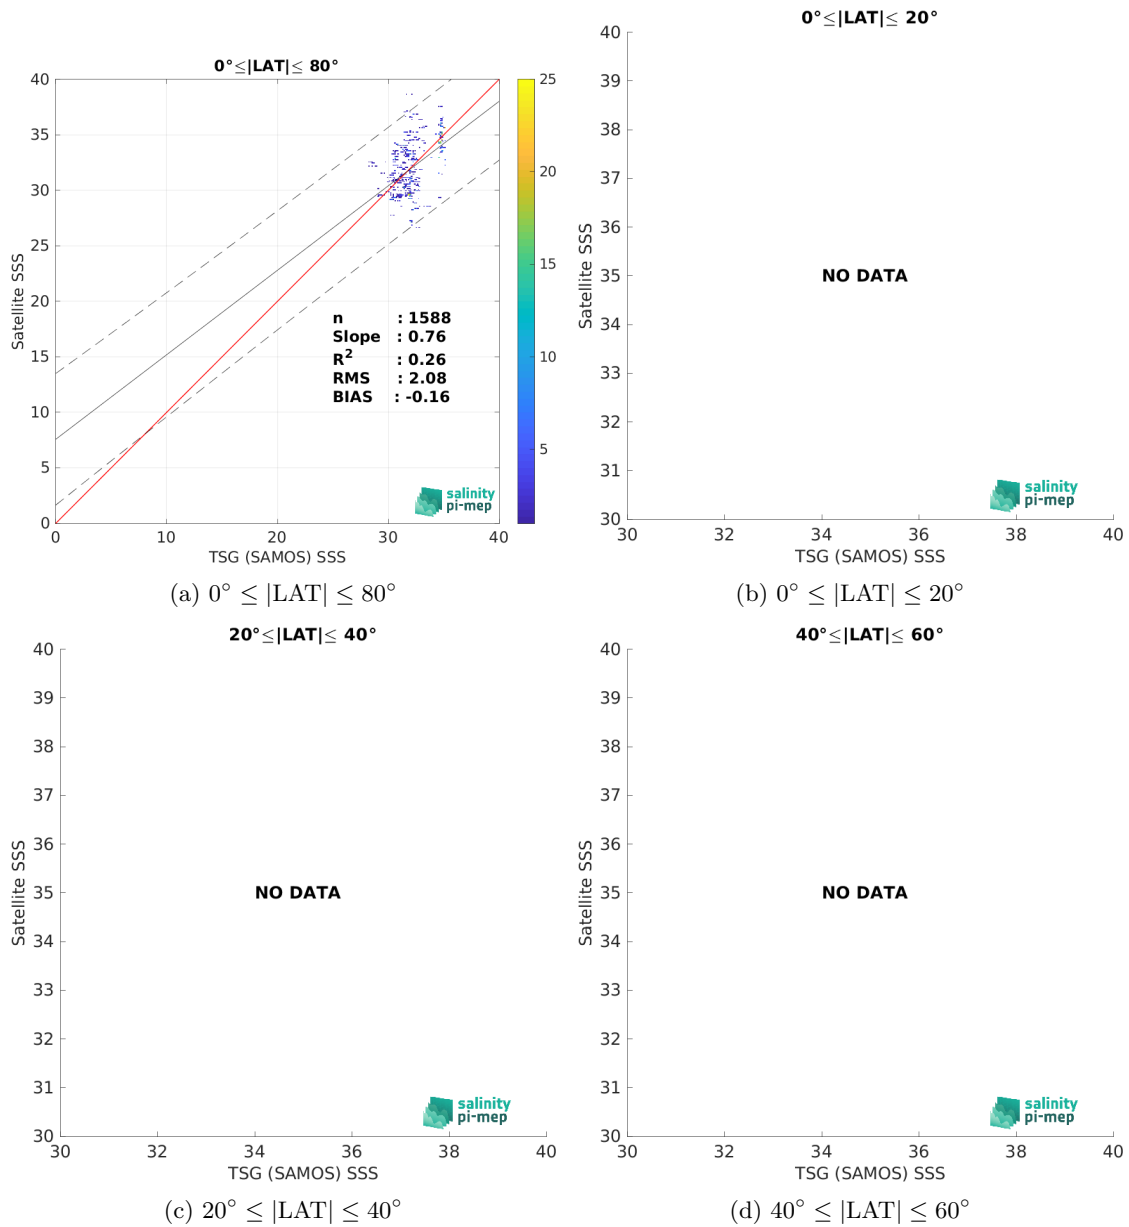 0°≤|LAT|≤ 80°
40
35
30
25
20
15
10
5
0
Satellite SSS
0
10
20
30
40
TSG (SAMOS) SSS
25
20
15
10
5
n : 1588
Slope : 0.76
R² : 0.26
RMS : 2.08
BIAS : -0.16
salinity
pi-mep
(a) 0° ≤ |LAT| ≤ 80°
0°≤|LAT|≤ 20°
40
39
38
37
36
35
34
33
32
31
30
Satellite SSS
NO DATA
salinity
pi-mep
30
32
34
36
38
40
TSG (SAMOS) SSS
(b) 0° ≤ |LAT| ≤ 20°
20°≤|LAT|≤ 40°
40
39
38
37
36
35
34
33
32
31
30
Satellite SSS
NO DATA
salinity
pi-mep
30
32
34
36
38
40
TSG (SAMOS) SSS
(c) 20° ≤ |LAT| ≤ 40°
40°≤|LAT|≤ 60°
40
39
38
37
36
35
34
33
32
31
30
Satellite SSS
NO DATA
salinity
pi-mep
30
32
34
36
38
40
TSG (SAMOS) SSS
(d) 40° ≤ |LAT| ≤ 60°